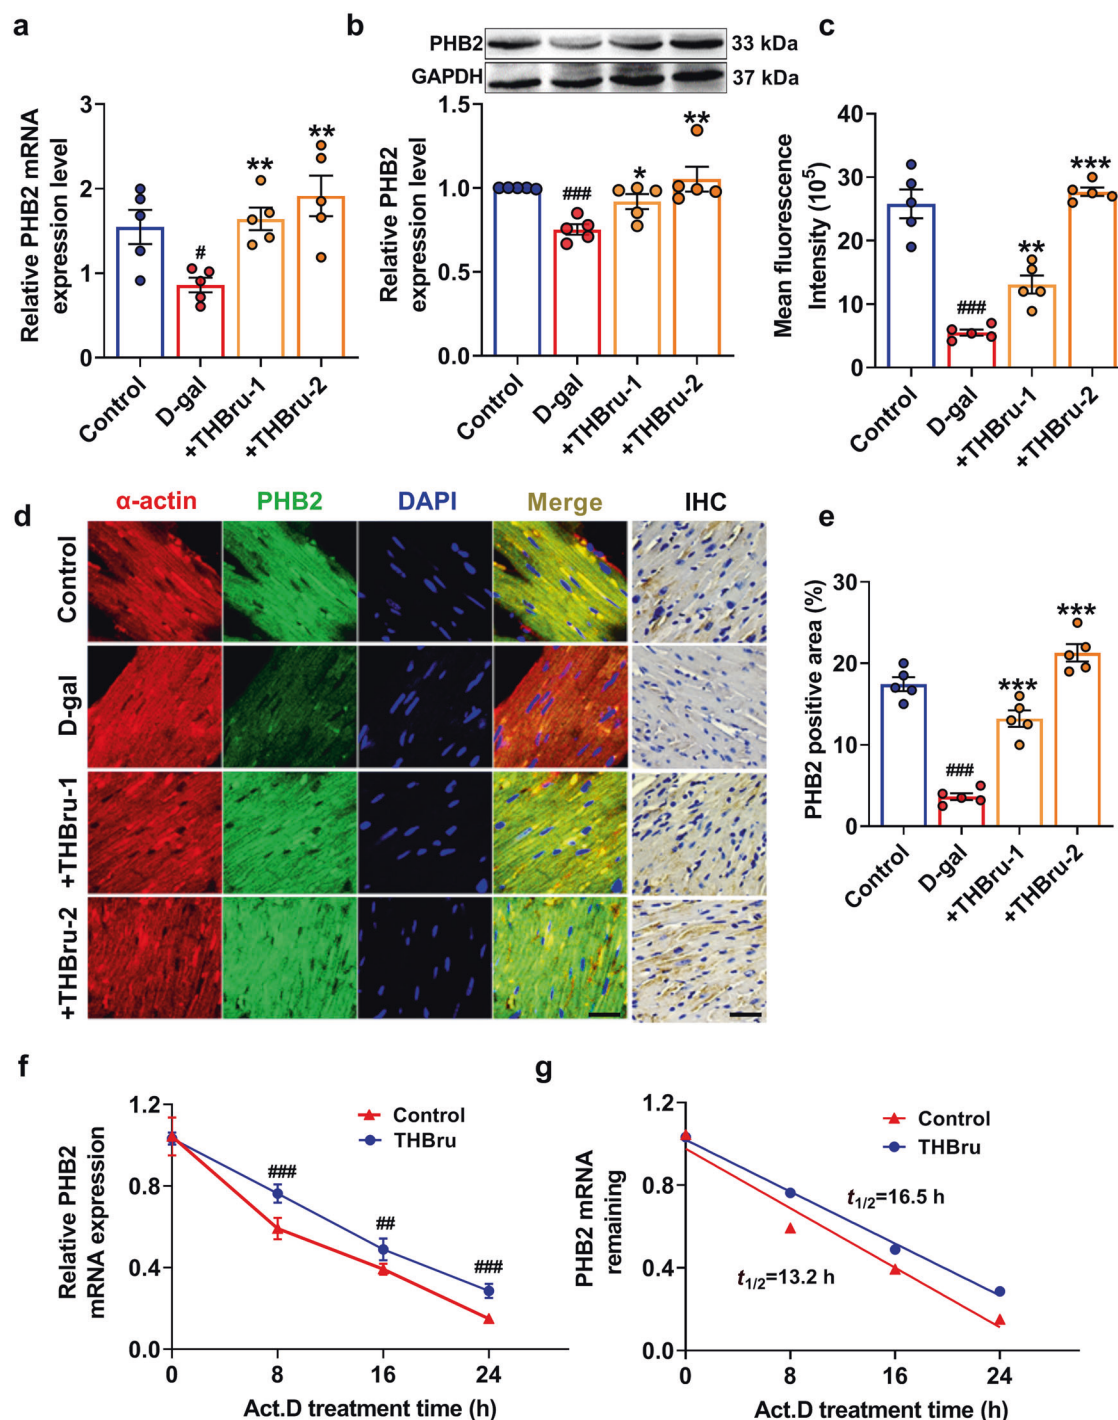 a
Relative PHB2 mRNA
expression level
3
2
1
0
#
**
**
Control
D-gal
+THBru-1
+THBru-2
b
PHB2
33 kDa
GAPDH
37 kDa
Relative PHB2
expression level
1.5
1.0
0.5
0.0
###
*
**
Control
D-gal
+THBru-1
+THBru-2
c
Mean fluorescence
Intensity (10⁵)
40
30
20
10
0
###
**
***
Control
D-gal
+THBru-1
+THBru-2
d
α-actin
PHB2
DAPI
Merge
IHC
Control
D-gal
+THBru-1
+THBru-2
e
PHB2 positive area (%)
30
20
10
0
###
***
***
Control
D-gal
+THBru-1
+THBru-2
f
Relative PHB2
mRNA expression
1.2
0.8
0.4
0.0
Control
THBru
###
##
###
0
8
16
24
Act.D treatment time (h)
g
PHB2 mRNA
remaining
1.2
0.8
0.4
0.0
Control
THBru
t1/2=16.5 h
t1/2=13.2 h
0
8
16
24
Act.D treatment time (h)